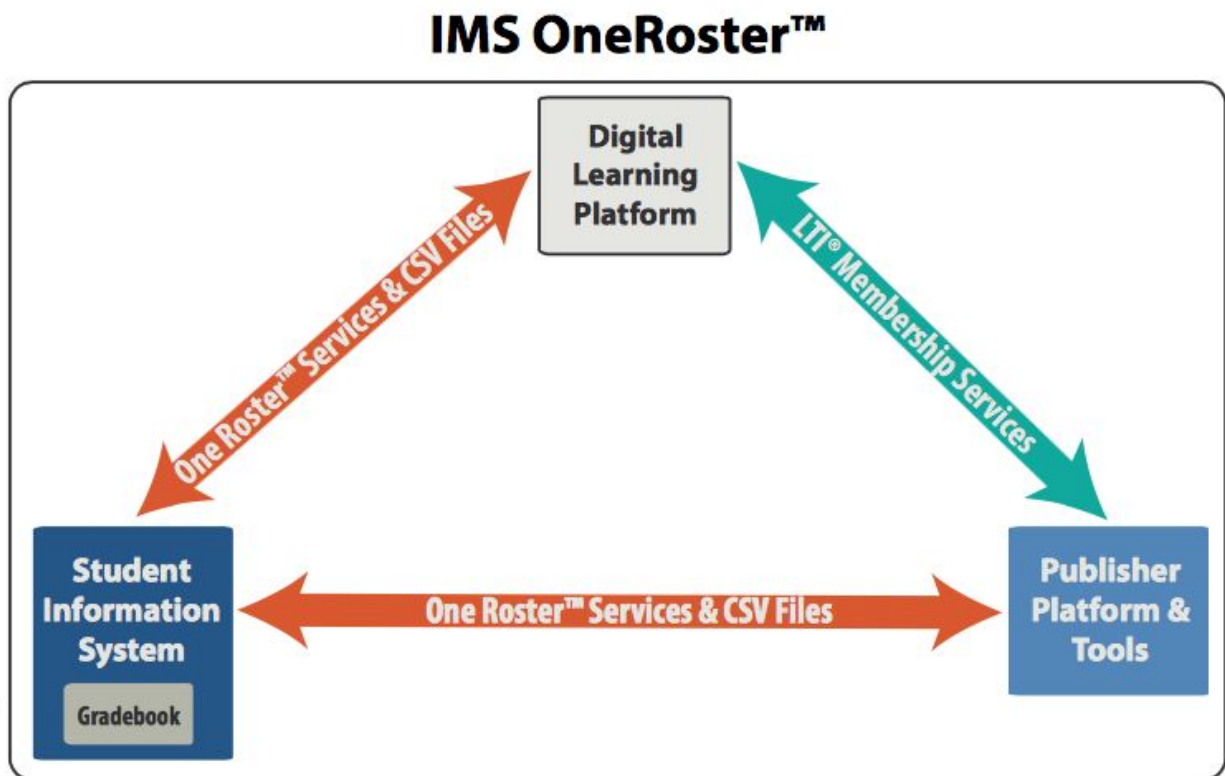 IMS OneRoster™
Digital
Learning
Platform
One Roster™ Services & CSV Files
LTI® Membership Services
Student
Information
System
Gradebook
One Roster™ Services & CSV Files
Publisher
Platform &
Tools